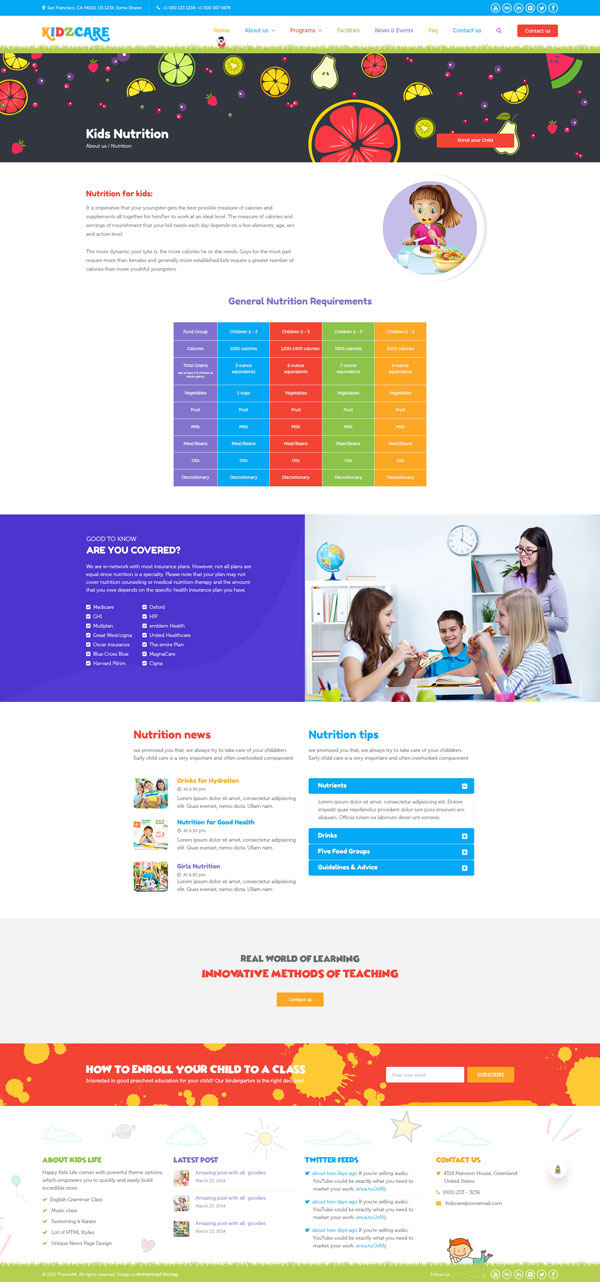 San Francisco, CA 94102, US 1234, Some States
+1 000 123 1234; +1 000 567 5678
KIDZCARE
Home
About us
Programs
Facilities
News & Events
Faq
Contact us
Contact us
Kids Nutrition
About us / Nutrition
Enroll your Child
Nutrition for kids:
It is imperative that your youngster gets the best possible measure of calories and
supplements all together for him/her to work at an ideal level. The measure of calories and
servings of nourishment that your kid needs each day depends on a few elements: age, sex
and action level.
The more dynamic your tyke is, the more calories he or she needs. Guys for the most part
require more than females and generally more established kids require a greater number of
calories than more youthful youngsters.
General Nutrition Requirements
Food Group Children 2 - 3 Children 2 - 3 Children 2 - 3 Children 2 - 3
Calories 1000 calories 1200-1400 calories 1800 calories 1600 calories
Total Grains 3 ounce equivalents 6 ounce equivalents 7 ounce equivalents 6 ounce equivalents
Vegetables 1 cups Vegetables Vegetables Vegetables
Fruit Fruit Fruit Fruit Fruit
Milk Milk Milk Milk Milk
Meat/Beans Meat/Beans Meat/Beans Meat/Beans Meat/Beans
Oils Oils Oils Oils Oils
Discretionary Discretionary Discretionary Discretionary Discretionary
GOOD TO KNOW
ARE YOU COVERED?
We are in-network with most insurance plans. However, not all plans are
equal since nutrition is a specialty. Please note that your plan may not
cover nutrition counseling or medical nutrition therapy and the amount
that you owe depends on the specific health insurance plan you have.
Medicare
GHI
Multiplan
Great West/cigna
Oscar insurance
Blue Cross Blue
Harvard Pilrim
Oxford
HIP
emblem Health
United Healthcare
The emire Plan
MagnaCare
Cigna
Nutrition news
we promised you that, we always try to take care of your childdren.
Early child care is a very important and often overlooked compaonent
Drinks for Hydration
At 6.30 pm
Lorem ipsum dolor sit amet, consectetur adipisicing
elit. Quas eveniet, nemo dicta. Ullam nam.
Nutrition for Good Health
At 6.30 pm
Lorem ipsum dolor sit amet, consectetur adipisicing
elit. Quas eveniet, nemo dicta. Ullam nam.
Girls Nutrition
At 6.30 pm
Lorem ipsum dolor sit amet, consectetur adipisicing
elit. Quas eveniet, nemo dicta. Ullam nam.
Nutrition tips
we promised you that, we always try to take care of your childdren.
Early child care is a very important and often overlooked compaonent
Nutrients
Lorem ipsum dolor sit amet, consectetur adipisicing elit. Dolores
impedit quae repellendus provident dolor iure poss imusvim am.
aliquam. Officiis totam ea laborum deser unt vonsens
Drinks
Five Food Groups
Guidelines & Advice
REAL WORLD OF LEARNING
INNOVATIVE METHODS OF TEACHING
Contact us
HOW TO ENROLL YOUR CHILD TO A CLASS
Interested in good preschool education for your child? Our kindergarten is the right decision!
Enter your email
SUBSCRIBE
ABOUT KIDS LIFE
Happy Kids Life comes with powerful theme options,
which empowers you to quickly and easily build
incredible store.
English Grammar Class
Music class
Swimming & Karate
Lot of HTML Styles
Unique News Page Design
LATEST POST
Amazing post with all goodies
March 23, 2014
Amazing post with all goodies
March 23, 2014
Amazing post with all goodies
March 23, 2014
TWITTER FEEDS
about two days ago If you're selling audio,
YouTube could be exactly what you need to
market your work.
about two days ago If you're selling audio,
YouTube could be exactly what you need to
market your work.
about two days ago If you're selling audio,
YouTube could be exactly what you need to
market your work.
CONTACT US
4318 Mansion House, Greenland
United States
(000) 233 - 3236
Kidscare@somemail.com
© 2017 ThemesM. All rights reserved. Design by Mohammad Moineg
Follow us